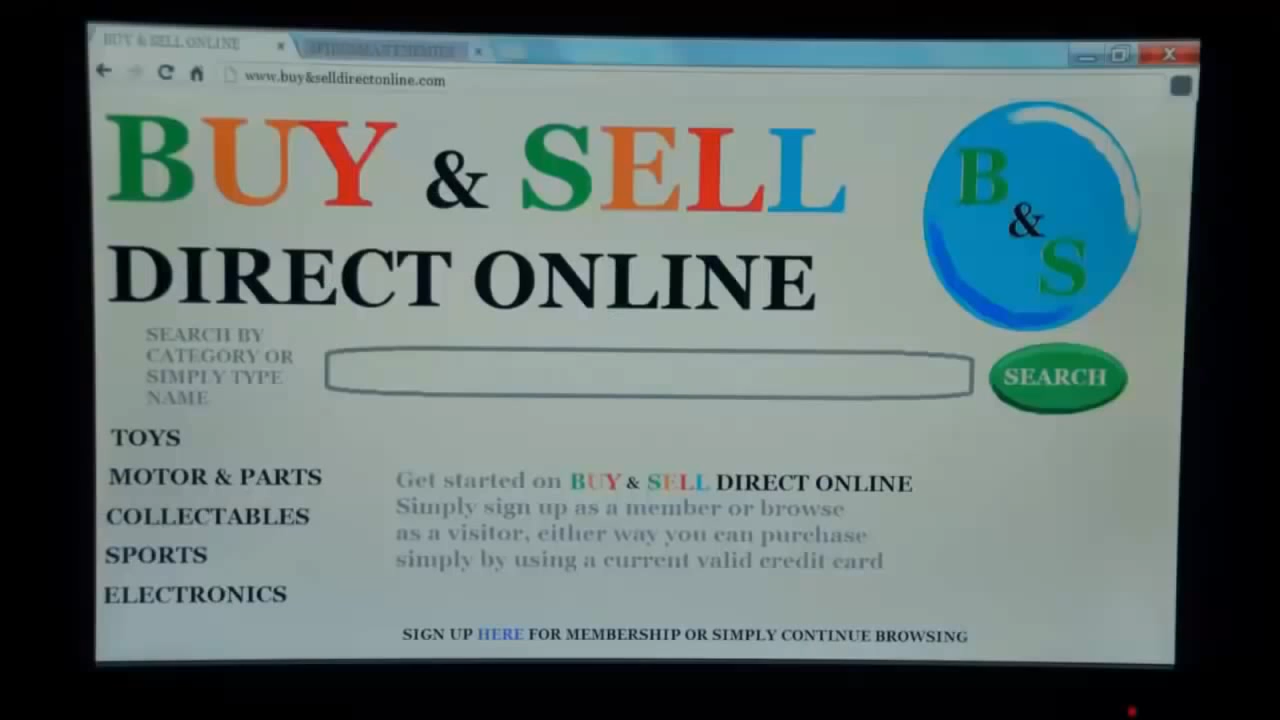 BUY & SELL ONLINE
www.buy&selldirectonline.com
BUY & SELL
DIRECT ONLINE
B
&
S
SEARCH BY
CATEGORY OR
SIMPLY TYPE
NAME
SEARCH
TOYS
MOTOR & PARTS
COLLECTABLES
SPORTS
ELECTRONICS
Get started on BUY & SELL DIRECT ONLINE
Simply sign up as a member or browse
as a visitor, either way you can purchase
simply by using a current valid credit card
SIGN UP HERE FOR MEMBERSHIP OR SIMPLY CONTINUE BROWSING